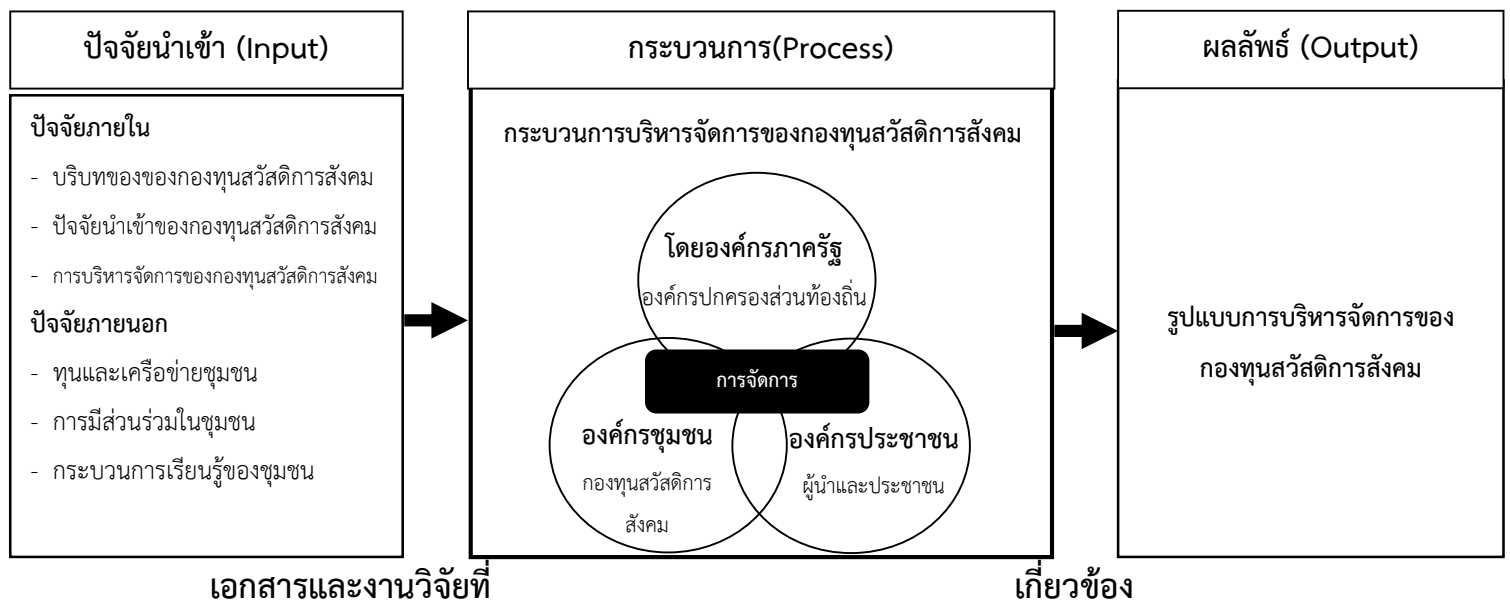 ปัจจัยนำเข้า (Input)
ปัจจัยภายใน
- บริบทของของกองทุนสวัสดิการสังคม
- ปัจจัยนำเข้าของกองทุนสวัสดิการสังคม
- การบริหารจัดการของกองทุนสวัสดิการสังคม
ปัจจัยภายนอก
- ทุนและเครือข่ายชุมชน
- การมีส่วนร่วมในชุมชน
- กระบวนการเรียนรู้ของชุมชน
กระบวนการ(Process)
กระบวนการบริหารจัดการของกองทุนสวัสดิการสังคม
โดยองค์กรภาครัฐ
องค์กรปกครองส่วนท้องถิ่น
การจัดการ
องค์กรชุมชน
กองทุนสวัสดิการ
สังคม
องค์กรประชาชน
ผู้นำและประชาชน
ผลลัพธ์ (Output)
รูปแบบการบริหารจัดการของ
กองทุนสวัสดิการสังคม
เอกสารและงานวิจัยที่ เกี่ยวข้อง